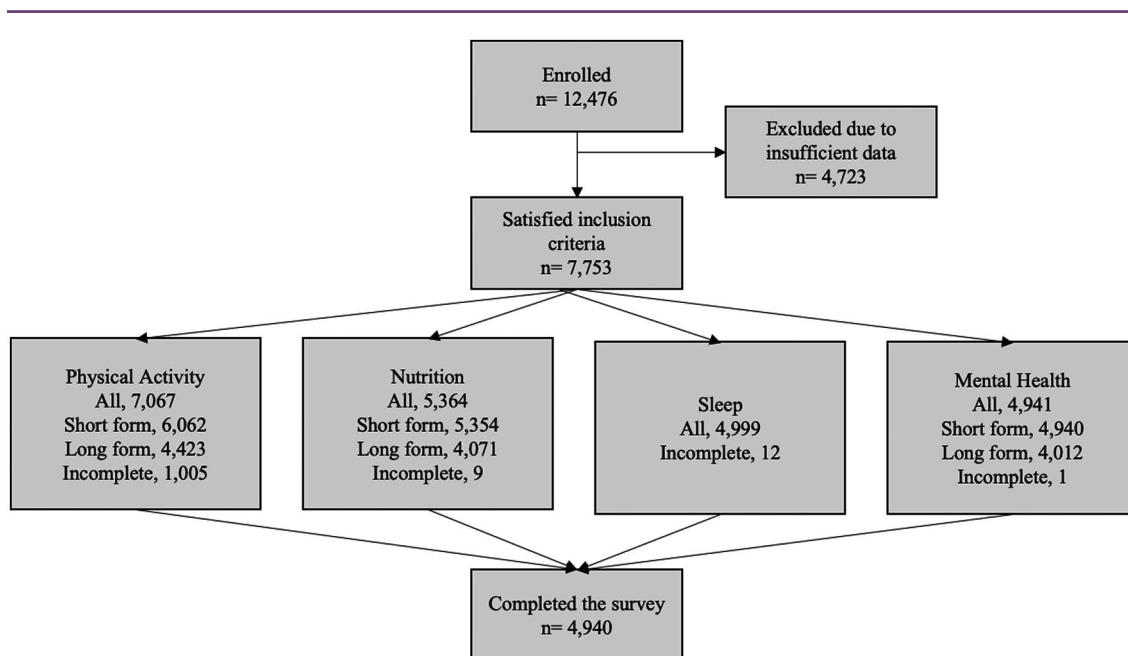 Enrolled
n= 12,476
Excluded due to
insufficient data
n= 4,723
Satisfied inclusion
criteria
n= 7,753
Physical Activity
All, 7,067
Short form, 6,062
Long form, 4,423
Incomplete, 1,005
Nutrition
All, 5,364
Short form, 5,354
Long form, 4,071
Incomplete, 9
Sleep
All, 4,999
Incomplete, 12
Mental Health
All, 4,941
Short form, 4,940
Long form, 4,012
Incomplete, 1
Completed the survey
n= 4,940